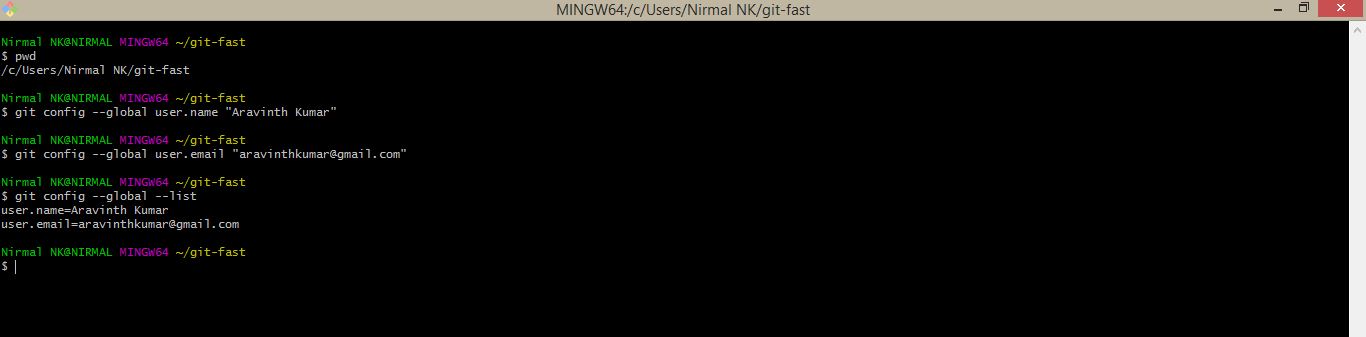 MINGW64:/c/Users/Nirmal NK/git-fast
Nirmal NK@NIRMAL MINGW64 ~/git-fast
$ pwd
/c/Users/Nirmal NK/git-fast
Nirmal NK@NIRMAL MINGW64 ~/git-fast
$ git config --global user.name "Aravinth Kumar"
Nirmal NK@NIRMAL MINGW64 ~/git-fast
$ git config --global user.email "aravinthkumar@gmail.com"
Nirmal NK@NIRMAL MINGW64 ~/git-fast
$ git config --global --list
user.name=Aravinth Kumar
user.email=aravinthkumar@gmail.com
Nirmal NK@NIRMAL MINGW64 ~/git-fast
$